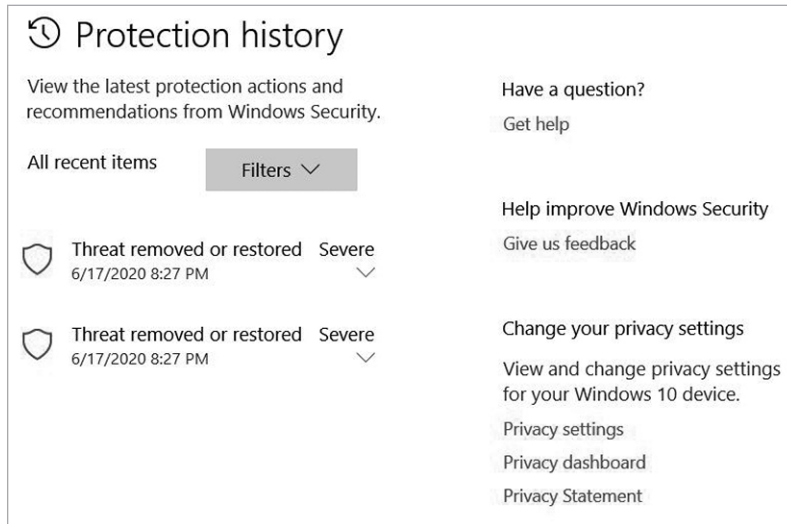 Protection history
View the latest protection actions and
recommendations from Windows Security.
All recent items
Filters
Threat removed or restored Severe
6/17/2020 8:27 PM
Threat removed or restored Severe
6/17/2020 8:27 PM
Have a question?
Get help
Help improve Windows Security
Give us feedback
Change your privacy settings
View and change privacy settings
for your Windows 10 device.
Privacy settings
Privacy dashboard
Privacy Statement